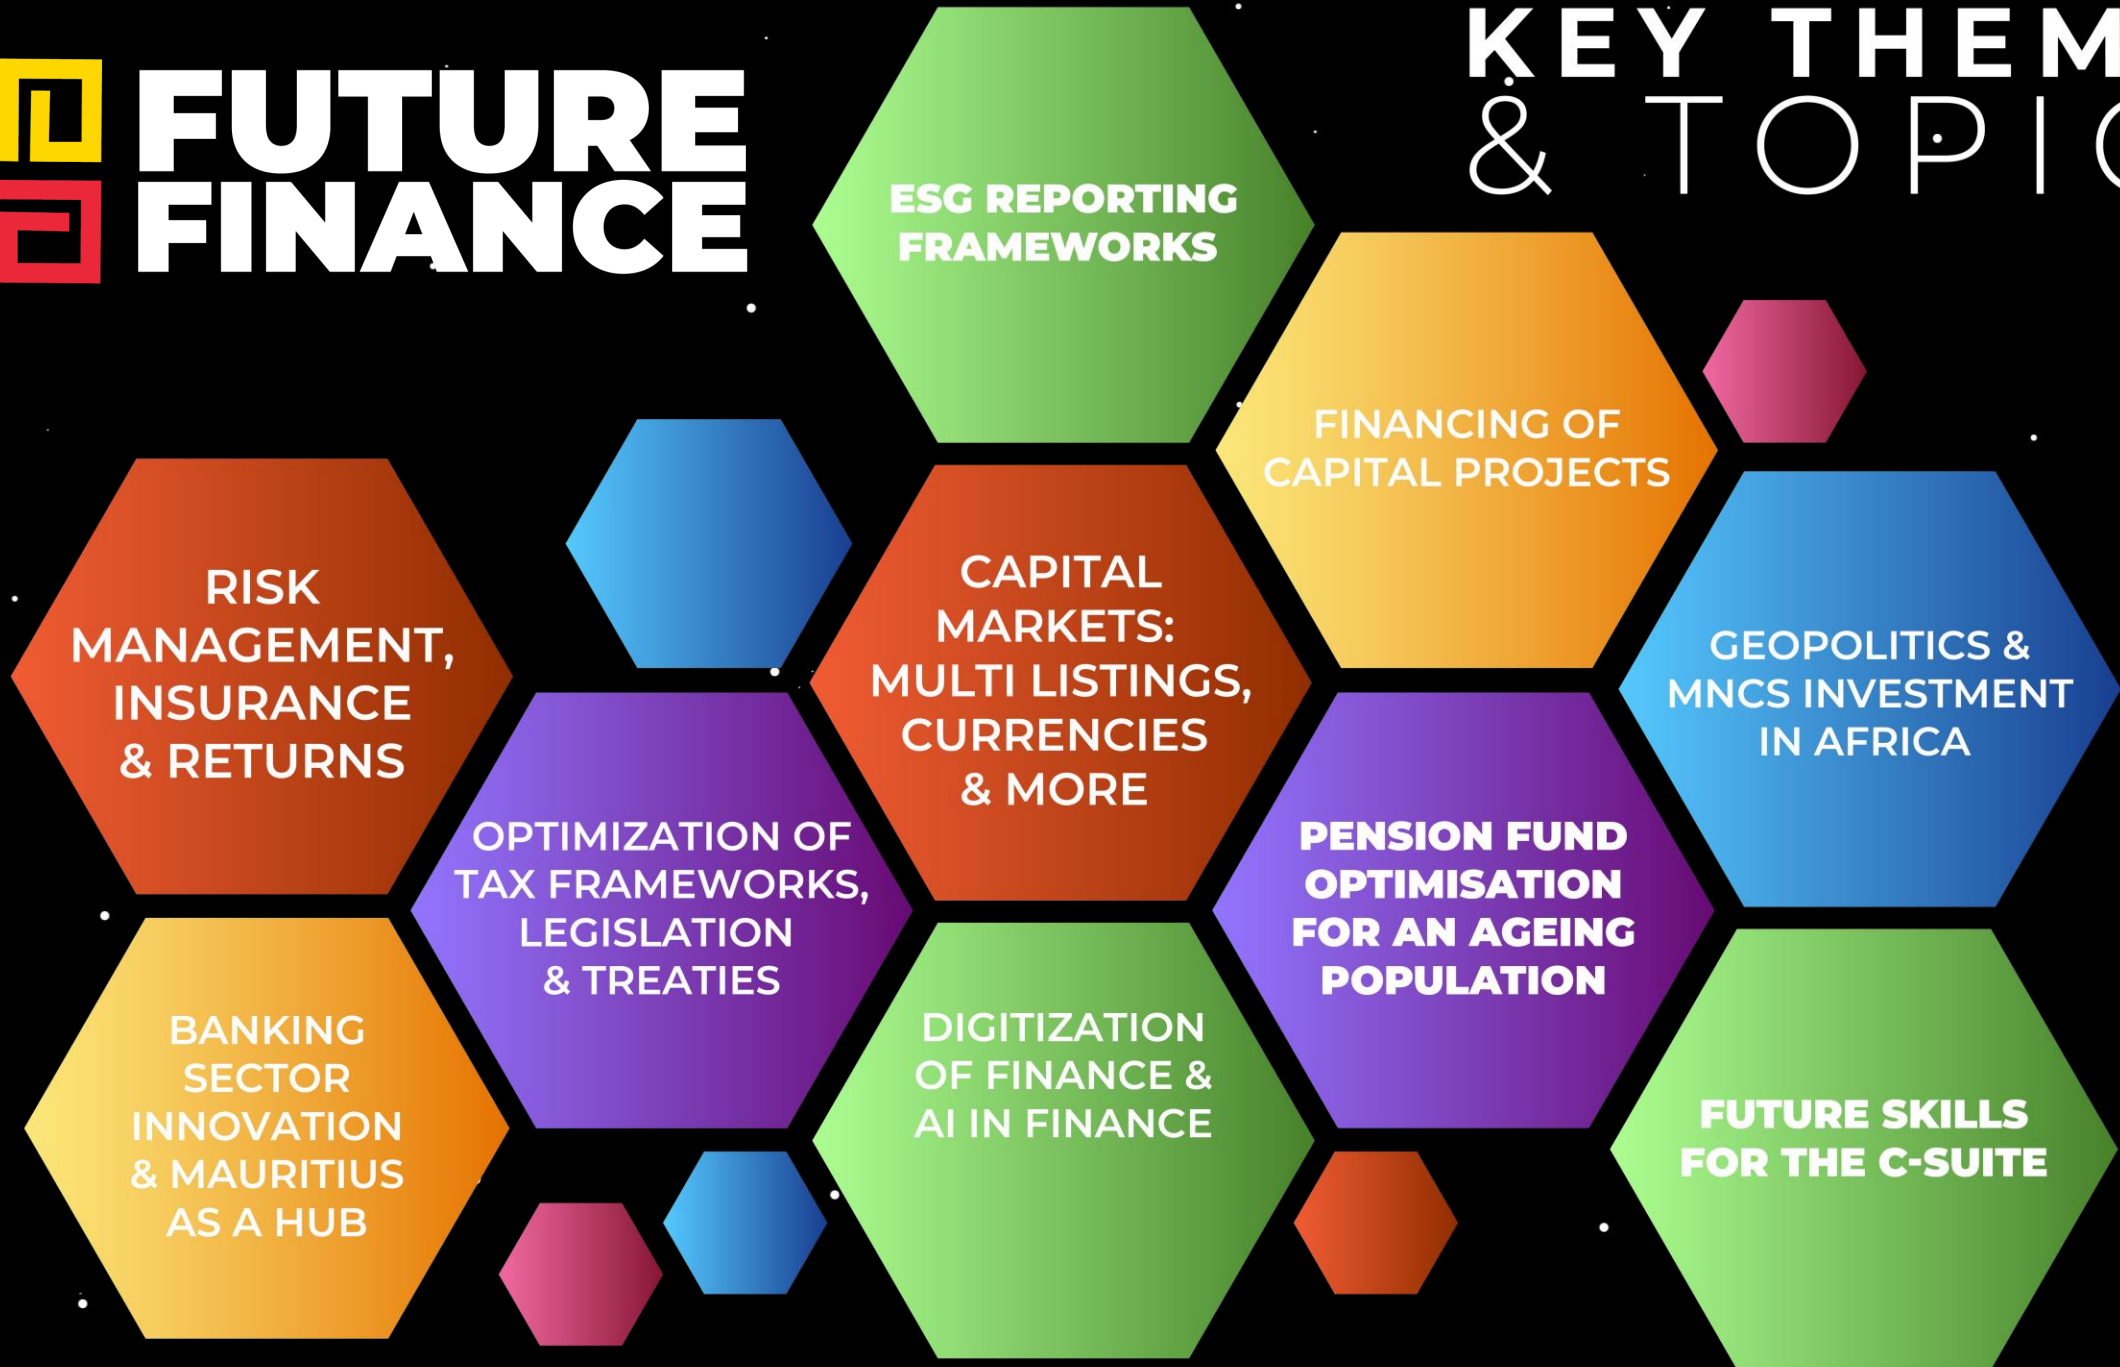 FUTURE
FINANCE
KEY THEM
& TOPIC
ESG REPORTING
FRAMEWORKS
FINANCING OF
CAPITAL PROJECTS
RISK
MANAGEMENT,
INSURANCE
& RETURNS
CAPITAL
MARKETS:
MULTI LISTINGS,
CURRENCIES
& MORE
GEOPOLITICS &
MNCS INVESTMENT
IN AFRICA
OPTIMIZATION OF
TAX FRAMEWORKS,
LEGISLATION
& TREATIES
PENSION FUND
OPTIMISATION
FOR AN AGEING
POPULATION
BANKING
SECTOR
INNOVATION
& MAURITIUS
AS A HUB
DIGITIZATION
OF FINANCE &
AI IN FINANCE
FUTURE SKILLS
FOR THE C-SUITE